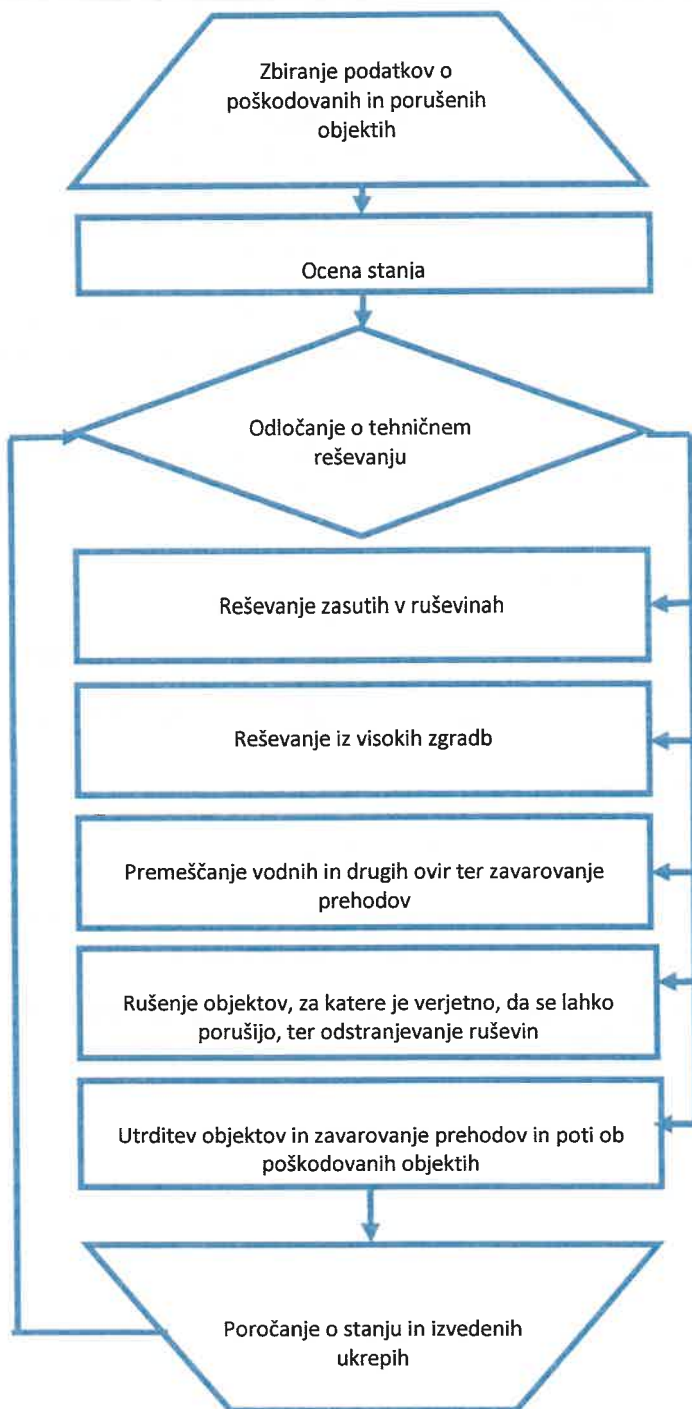 Zbiranje podatkov o
poškodovanih in porušenih
objektih
Ocena stanja
Odločanje o tehničnem
reševanju
Reševanje zasutih v ruševinah
Reševanje iz visokih zgradb
Premeščanje vodnih in drugih ovir ter zavarovanje
prehodov
Rušenje objektov, za katere je verjetno, da se lahko
porušijo, ter odstranjevanje ruševin
Utrditev objektov in zavarovanje prehodov in poti ob
poškodovanih objektih
Poročanje o stanju in izvedenih
ukrepih